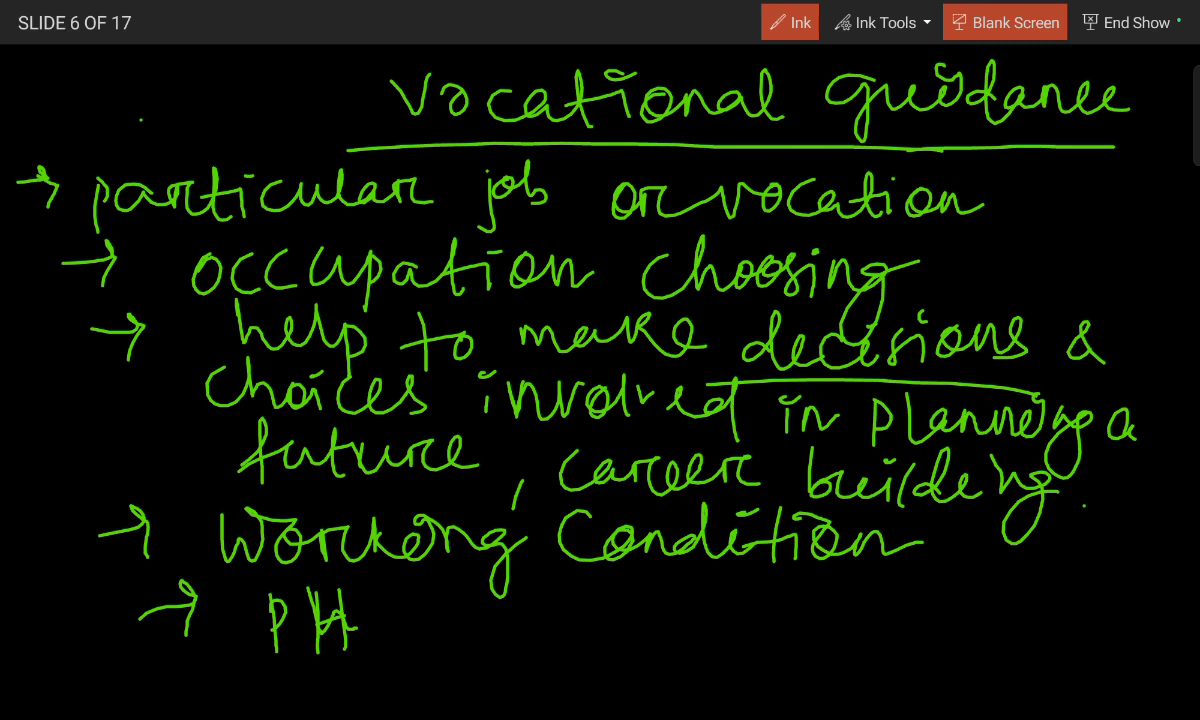 SLIDE 6 OF 17 Ink Ink Tools Blank Screen End Show
Vocational guidance
→ particular job or vocation
→ occupation choosing
→ help to make decisions &
choices involved in planning a
future, career building.
→ Working Condition
→ PH